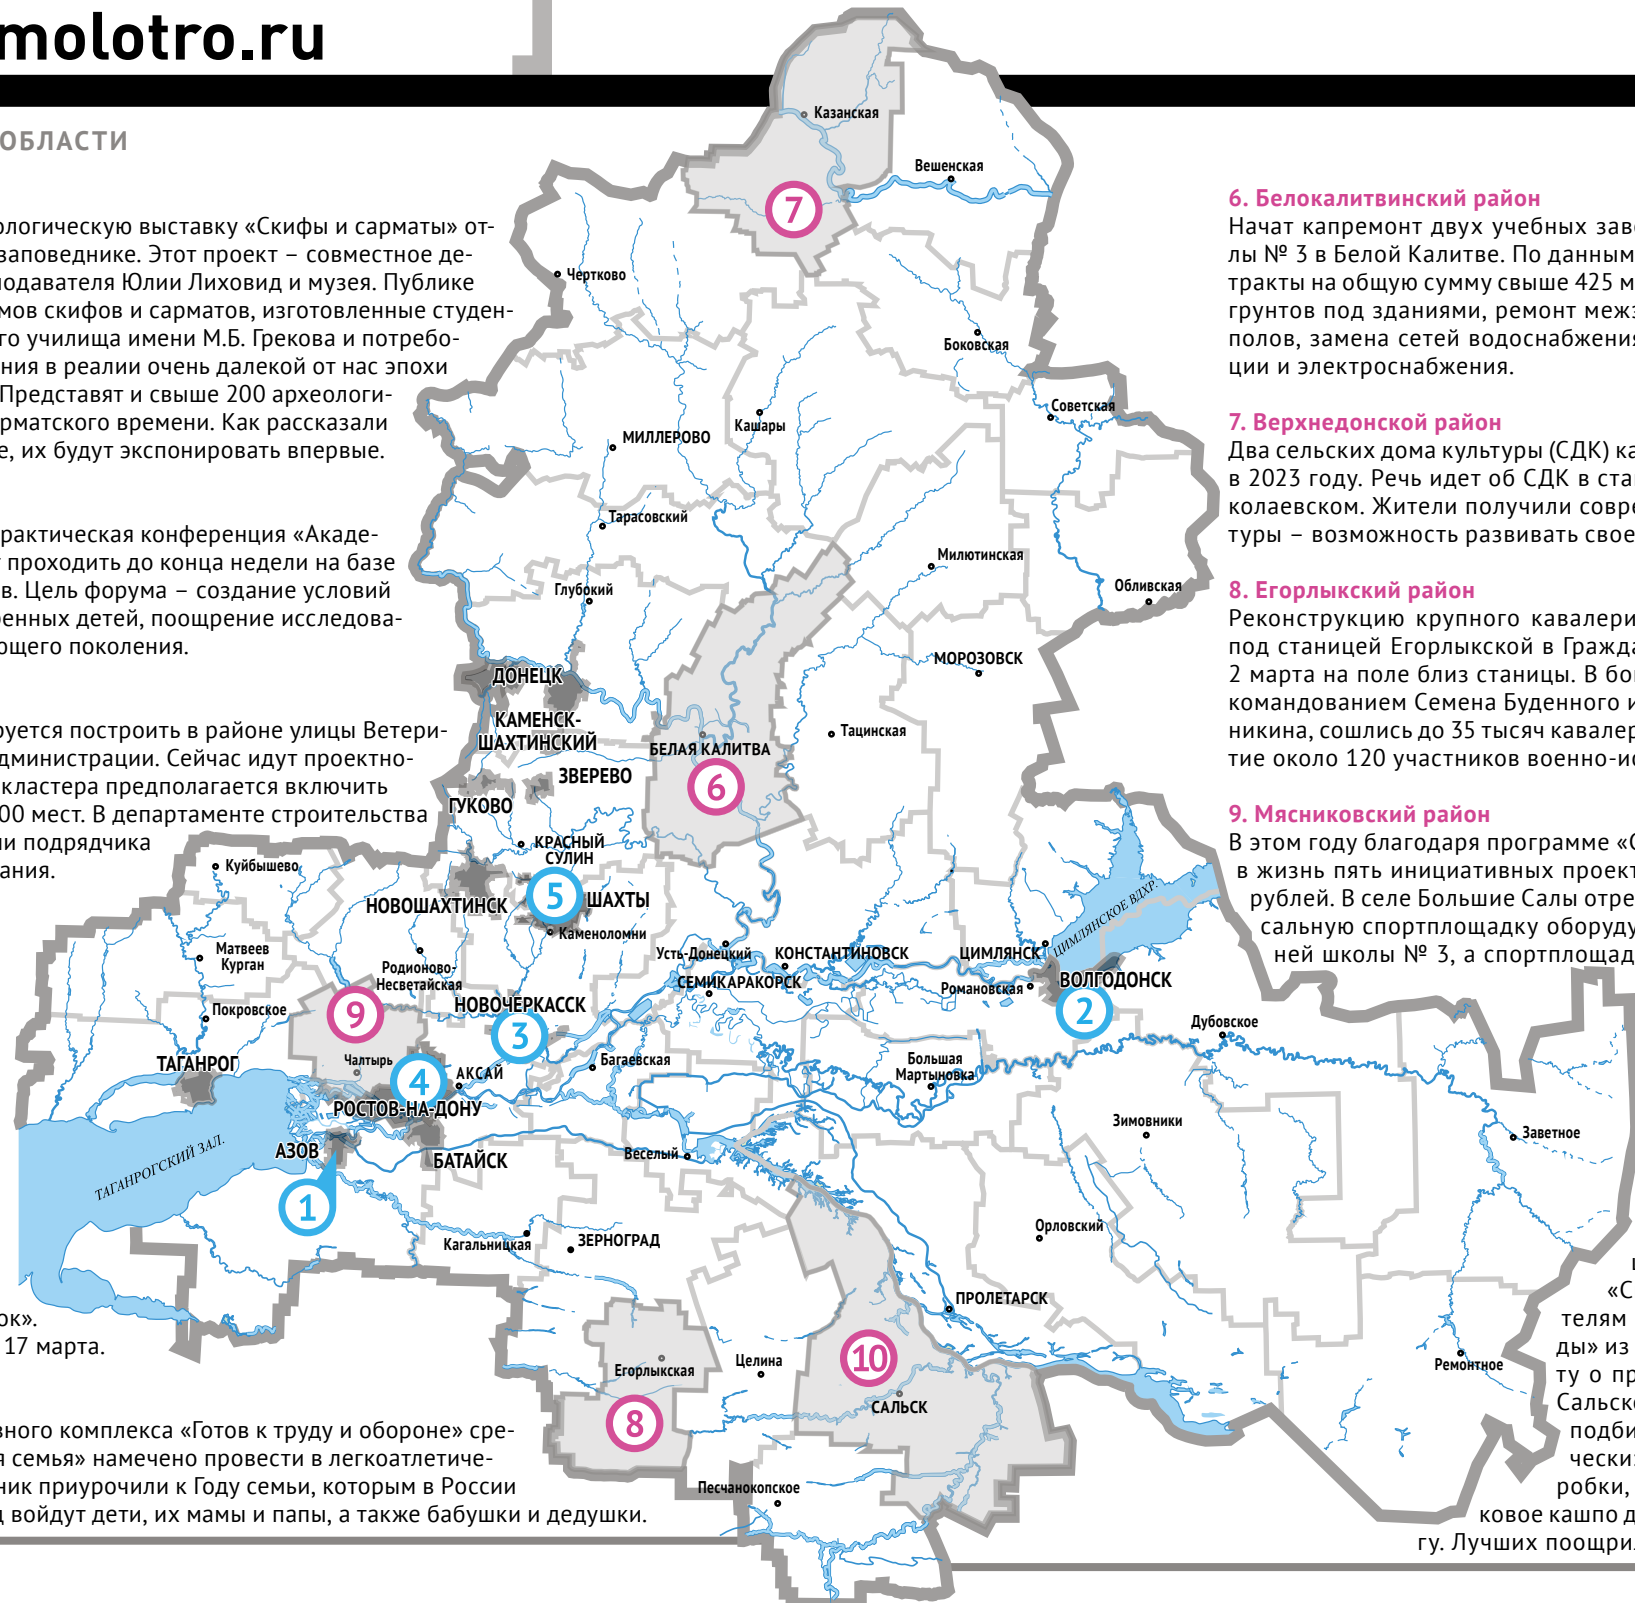 molotro.ru
ОБЛАСТИ
ологическую выставку «Скифы и сарматы» от-
заповеднике. Этот проект – совместное де-
подавателя Юлии Лиховид и музея. Публике
мов скифов и сарматов, изготовленные студен-
го училища имени М.Б. Грекова и потребо-
ния в реалии очень далекой от нас эпохи
Представят и свыше 200 археологи-
рматского времени. Как рассказали
е, их будут экспонировать впервые.
рактическая конференция «Акаде-
т проходить до конца недели на базе
в. Цель форума – создание условий
ренных детей, поощрение исследова-
ющего поколения.
руется построить в районе улицы Ветери-
дминистрации. Сейчас идут проектно-
кластера предполагается включить
00 мест. В департаменте строительства
ли подрядчика
ания.
ок».
17 марта.
вного комплекса «Готов к труду и обороне» сре-
я семья» намечено провести в легкоатлетиче-
ник приурочили к Году семьи, которым в России
д войдут дети, их мамы и папы, а также бабушки и дедушки.
Казанская
Вешенская
7
Чертково
Боковская
Советская
Кашары
МИЛЛЕРОВО
Тарасовский
Милютинская
Обливская
Глубокий
МОРОЗОВСК
ДОНЕЦК
КАМЕНСК-
ШАХТИНСКИЙ
Тацинская
БЕЛАЯ КАЛИТВА
6
ЗВЕРЕВО
ГУКОВО
КРАСНЫЙ
СУЛИН
Куйбышево
5
ШАХТЫ
НОВОШАХТИНСК
Каменоломни
ЦИМЛЯНСКОЕ ВДХР.
Матвеев
Курган
Родионово-
Несветайская
Усть-Донецкий
КОНСТАНТИНОВСК
ЦИМЛЯНСК
СЕМИКАРАКОРСК
Романовская
ВОЛГОДОНСК
2
НОВОЧЕРКАССК
3
Покровское
9
Дубовское
Чалтырь
ТАГАНРОГ
4
АКСАЙ
Багаевская
Большая
Мартыновка
РОСТОВ-НА-ДОНУ
Зимовники
Заветное
АЗОВ
БАТАЙСК
Веселый
ТАГАНРОГСКИЙ ЗАЛ.
1
Кагальницкая
ЗЕРНОГРАД
Орловский
ПРОЛЕТАРСК
Егорлыкская
Целина
10
Ремонтное
САЛЬСК
8
Песчанокопское
6. Белокалитвинский район
Начат капремонт двух учебных заве
лы № 3 в Белой Калитве. По данным
тракты на общую сумму свыше 425 м
грунтов под зданиями, ремонт меж
полов, замена сетей водоснабжения
ции и электроснабжения.
7. Верхнедонской район
Два сельских дома культуры (СДК) ка
в 2023 году. Речь идет об СДК в ста
колаевском. Жители получили совре
туры – возможность развивать свое
8. Егорлыкский район
Реконструкцию крупного кавалери
под станицей Егорлыкской в Гражда
2 марта на поле близ станицы. В бо
командованием Семена Буденного и
никина, сошлись до 35 тысяч кавалер
тие около 120 участников военно-ис
9. Мясниковский район
В этом году благодаря программе «С
в жизнь пять инициативных проект
рублей. В селе Большие Салы отре
сальную спортплощадку оборуду
ней школы № 3, а спортплощад
«С
телям
ды» из
ту о пр
Сальско
подби
чески
робки,
ковое кашпо д
гу. Лучших поощри